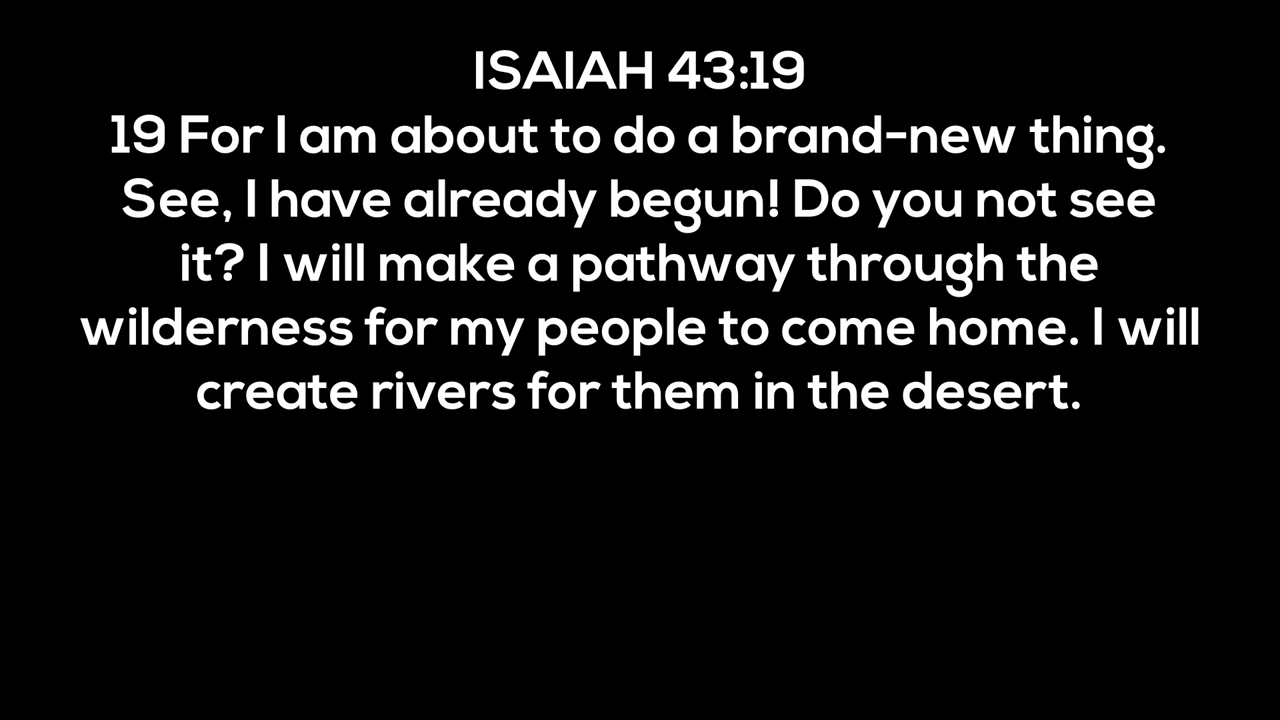 ISAIAH 43:19
19 For I am about to do a brand-new thing.
See, I have already begun! Do you not see
it? I will make a pathway through the
wilderness for my people to come home. I will
create rivers for them in the desert.